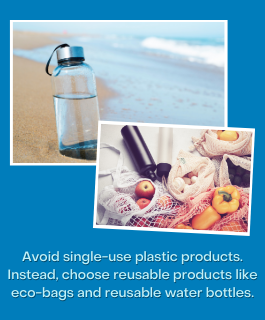 Avoid single-use plastic products.
Instead, choose reusable products like
eco-bags and reusable water bottles.